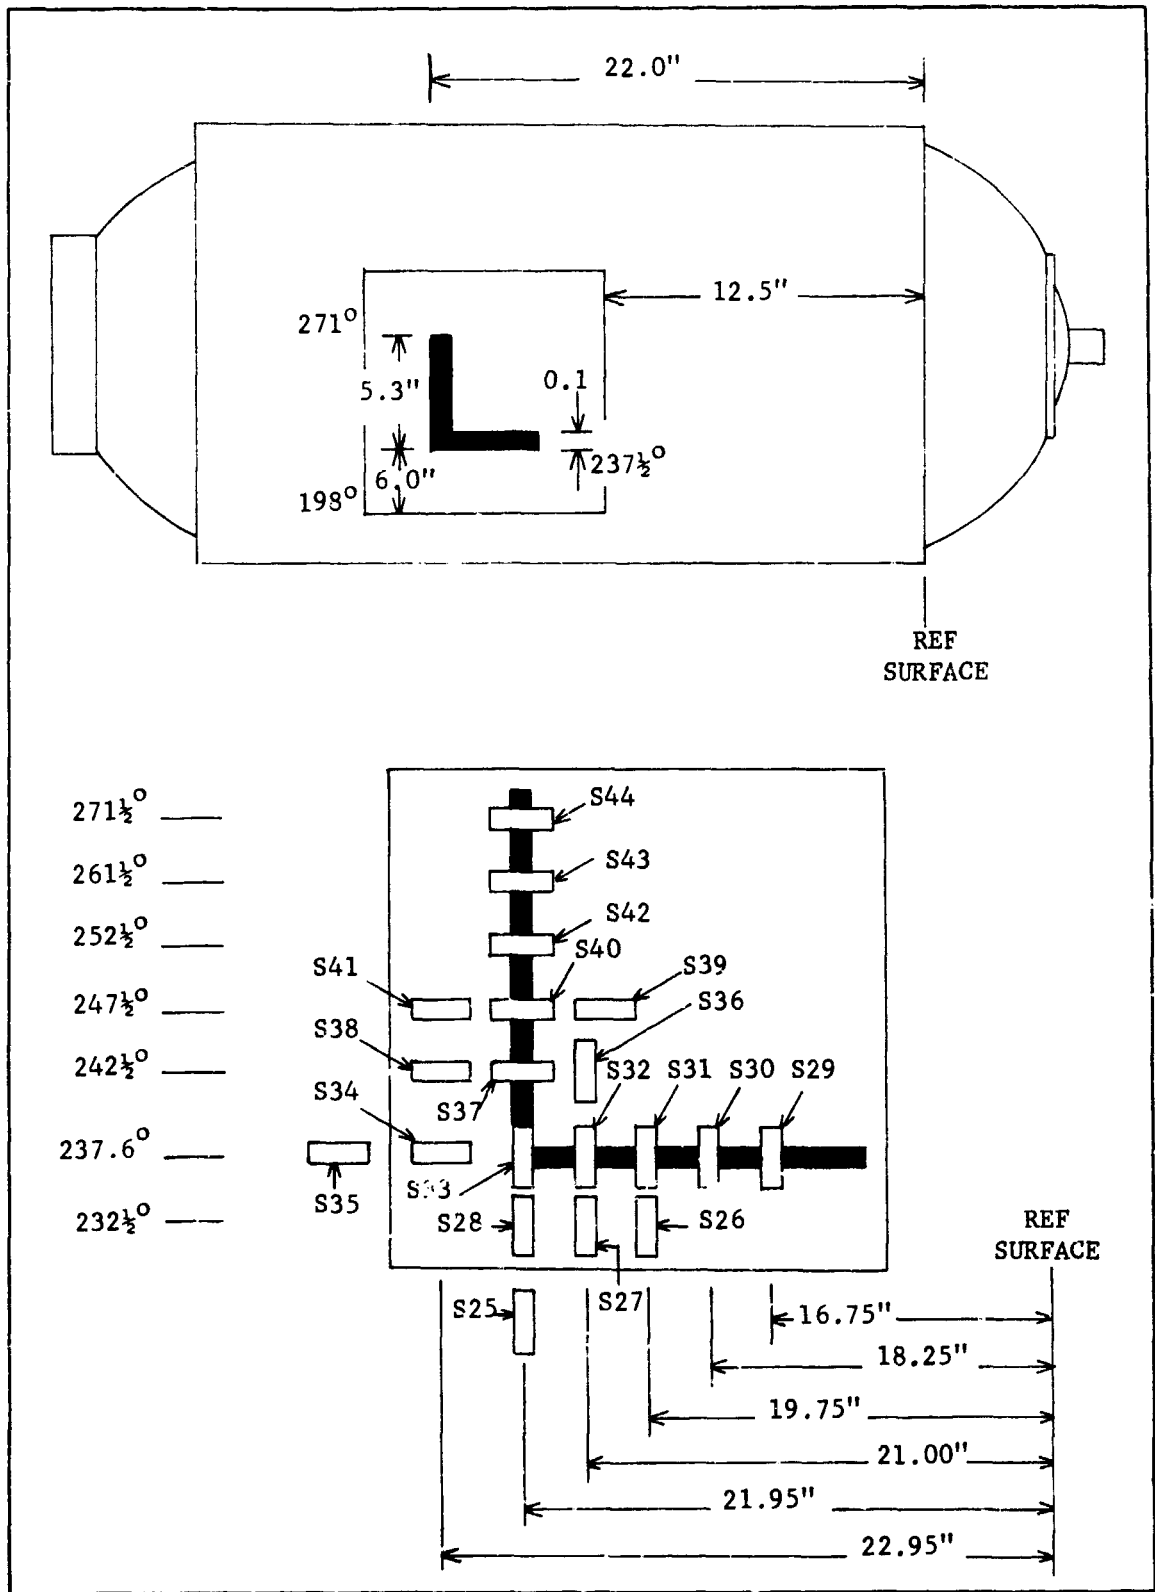 22.0"
12.5"
271°
5.3"
0.1
237½°
6.0"
198°
REF
SURFACE
271½°
S44
261½°
S43
252½°
S42
S40
S41
S39
247½°
S36
S38
242½°
S32 S31 S30 S29
S37
S34
237.6°
S33
S35
232½°
S28
S26
REF
SURFACE
S25
S27
16.75"
18.25"
19.75"
21.00"
21.95"
22.95"